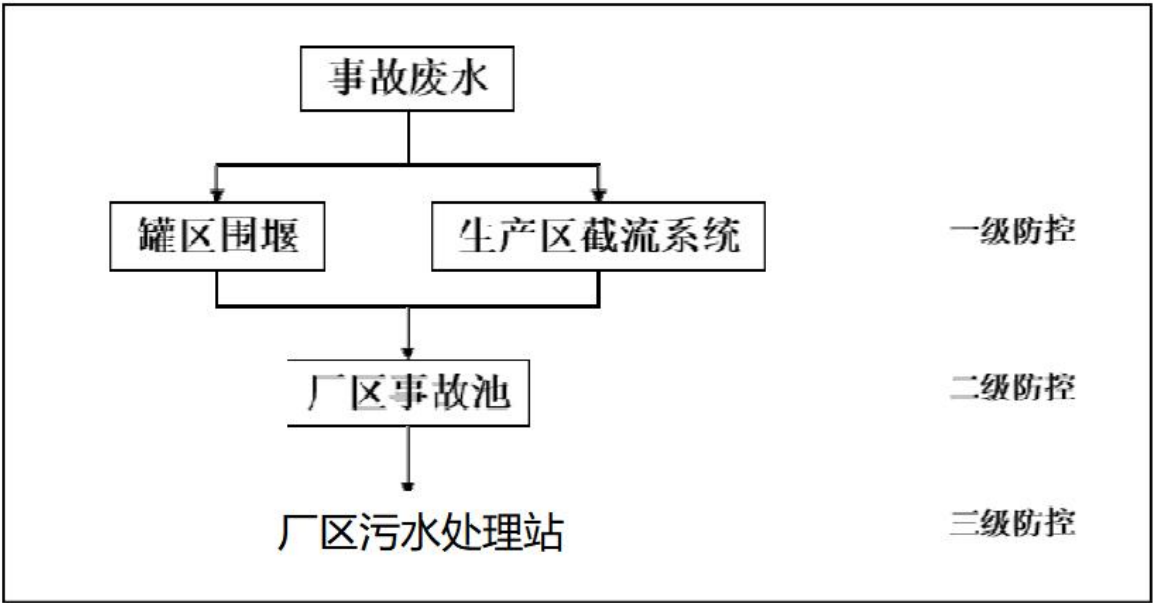 事故废水
罐区围堰 生产区截流系统 一级防控
厂区事故池 二级防控
厂区污水处理站 三级防控